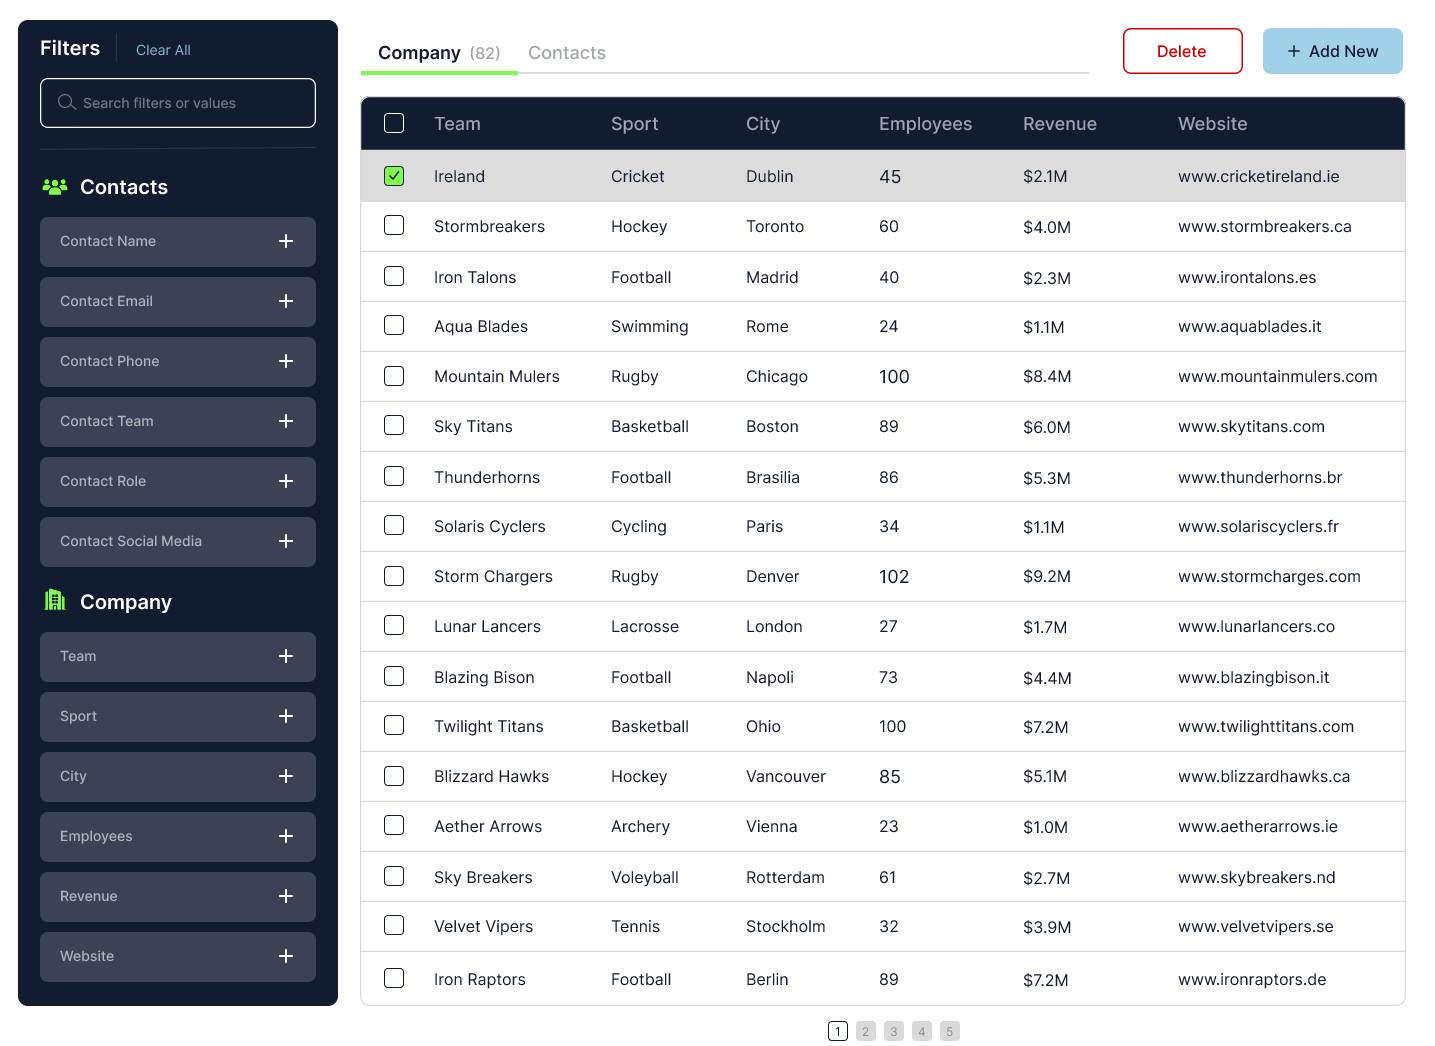 Filters
Clear All
Search filters or values
Contacts
Contact Name
Contact Email
Contact Phone
Contact Team
Contact Role
Contact Social Media
Company
Team
Sport
City
Employees
Revenue
Website
Company (82) Contacts
Delete
+ Add New
Team Sport City Employees Revenue Website
Ireland Cricket Dublin 45 $2.1M www.cricketireland.ie
Stormbreakers Hockey Toronto 60 $4.0M www.stormbreakers.ca
Iron Talons Football Madrid 40 $2.3M www.irontalons.es
Aqua Blades Swimming Rome 24 $1.1M www.aquablades.it
Mountain Mulers Rugby Chicago 100 $8.4M www.mountainmulers.com
Sky Titans Basketball Boston 89 $6.0M www.skytitans.com
Thunderhorns Football Brasilia 86 $5.3M www.thunderhorns.br
Solaris Cyclers Cycling Paris 34 $1.1M www.solariscyclers.fr
Storm Chargers Rugby Denver 102 $9.2M www.stormcharges.com
Lunar Lancers Lacrosse London 27 $1.7M www.lunarlancers.co
Blazing Bison Football Napoli 73 $4.4M www.blazingbison.it
Twilight Titans Basketball Ohio 100 $7.2M www.twilighttitans.com
Blizzard Hawks Hockey Vancouver 85 $5.1M www.blizzardhawks.ca
Aether Arrows Archery Vienna 23 $1.0M www.aetherarrows.ie
Sky Breakers Voleyball Rotterdam 61 $2.7M www.skybreakers.nd
Velvet Vipers Tennis Stockholm 32 $3.9M www.velvetvipers.se
Iron Raptors Football Berlin 89 $7.2M www.ironraptors.de
1 2 3 4 5